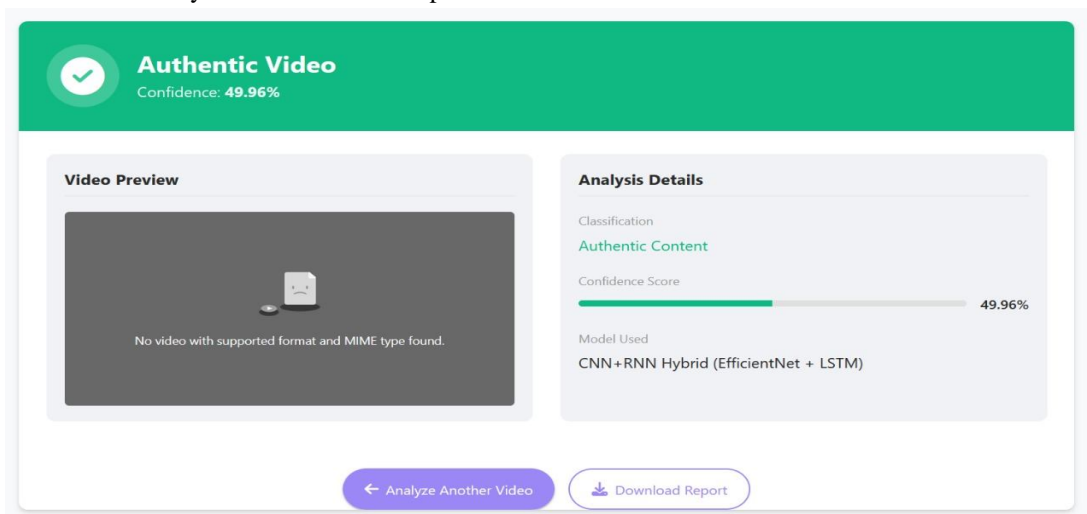 Authentic Video
Confidence: 49.96%
Video Preview
No video with supported format and MIME type found.
Analysis Details
Classification
Authentic Content
Confidence Score
49.96%
Model Used
CNN+RNN Hybrid (EfficientNet + LSTM)
← Analyze Another Video
Download Report